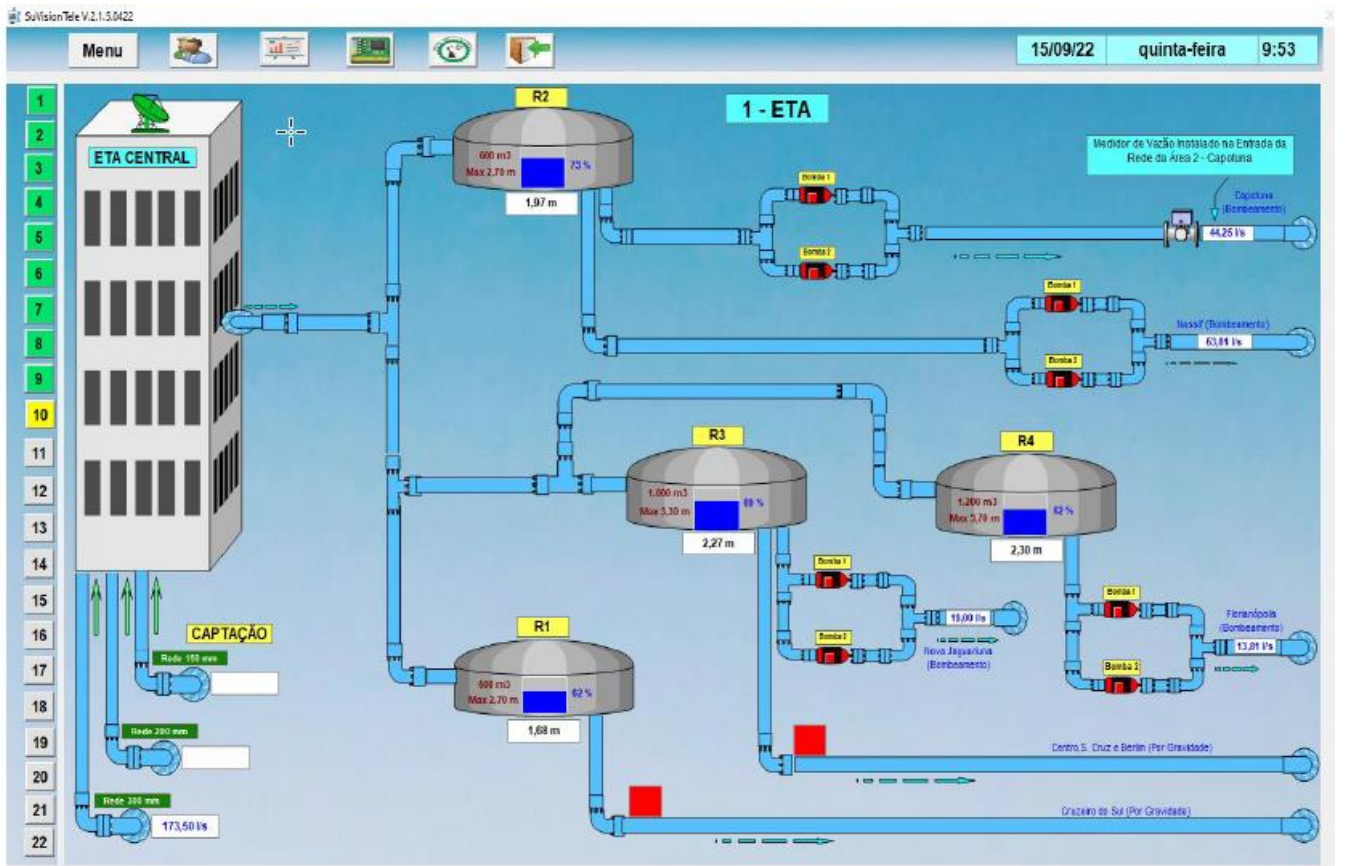 SuVisionTele V.2.1.5.0422
Menu
15/09/22
quinta-feira
9:53
1
2
3
4
5
6
7
8
9
10
11
12
13
14
15
16
17
18
19
20
21
22
ETA CENTRAL
1 - ETA
R2
Max 2,70 m
73 %
1,97 m
Bomba 1
Bomba 2
Medidor de Vazão Instalado na Entrada da
Rede da Área 2 - Capotuna
Capotuna
(Bombeamento)
44,25 l/s
Bomba 1
Bomba 2
Nassif (Bombeamento)
63,81 l/s
R3
1.000 m3
Max 3,30 m
69 %
2,27 m
Bomba 1
Bomba 2
Nova Jaguariuna
(Bombeamento)
R4
1.200 m3
Max 3,70 m
62 %
2,30 m
Bomba 1
Bomba 2
Florianópolis
(Bombeamento)
13,81 l/s
CAPTAÇÃO
Rede 150 mm
Rede 200 mm
Rede 300 mm
173,50 l/s
R1
Max 2,70 m
62 %
1,68 m
Centro,S. Cruz e Berlim (Por Gravidade)
Cruzeiro do Sul (Por Gravidade)